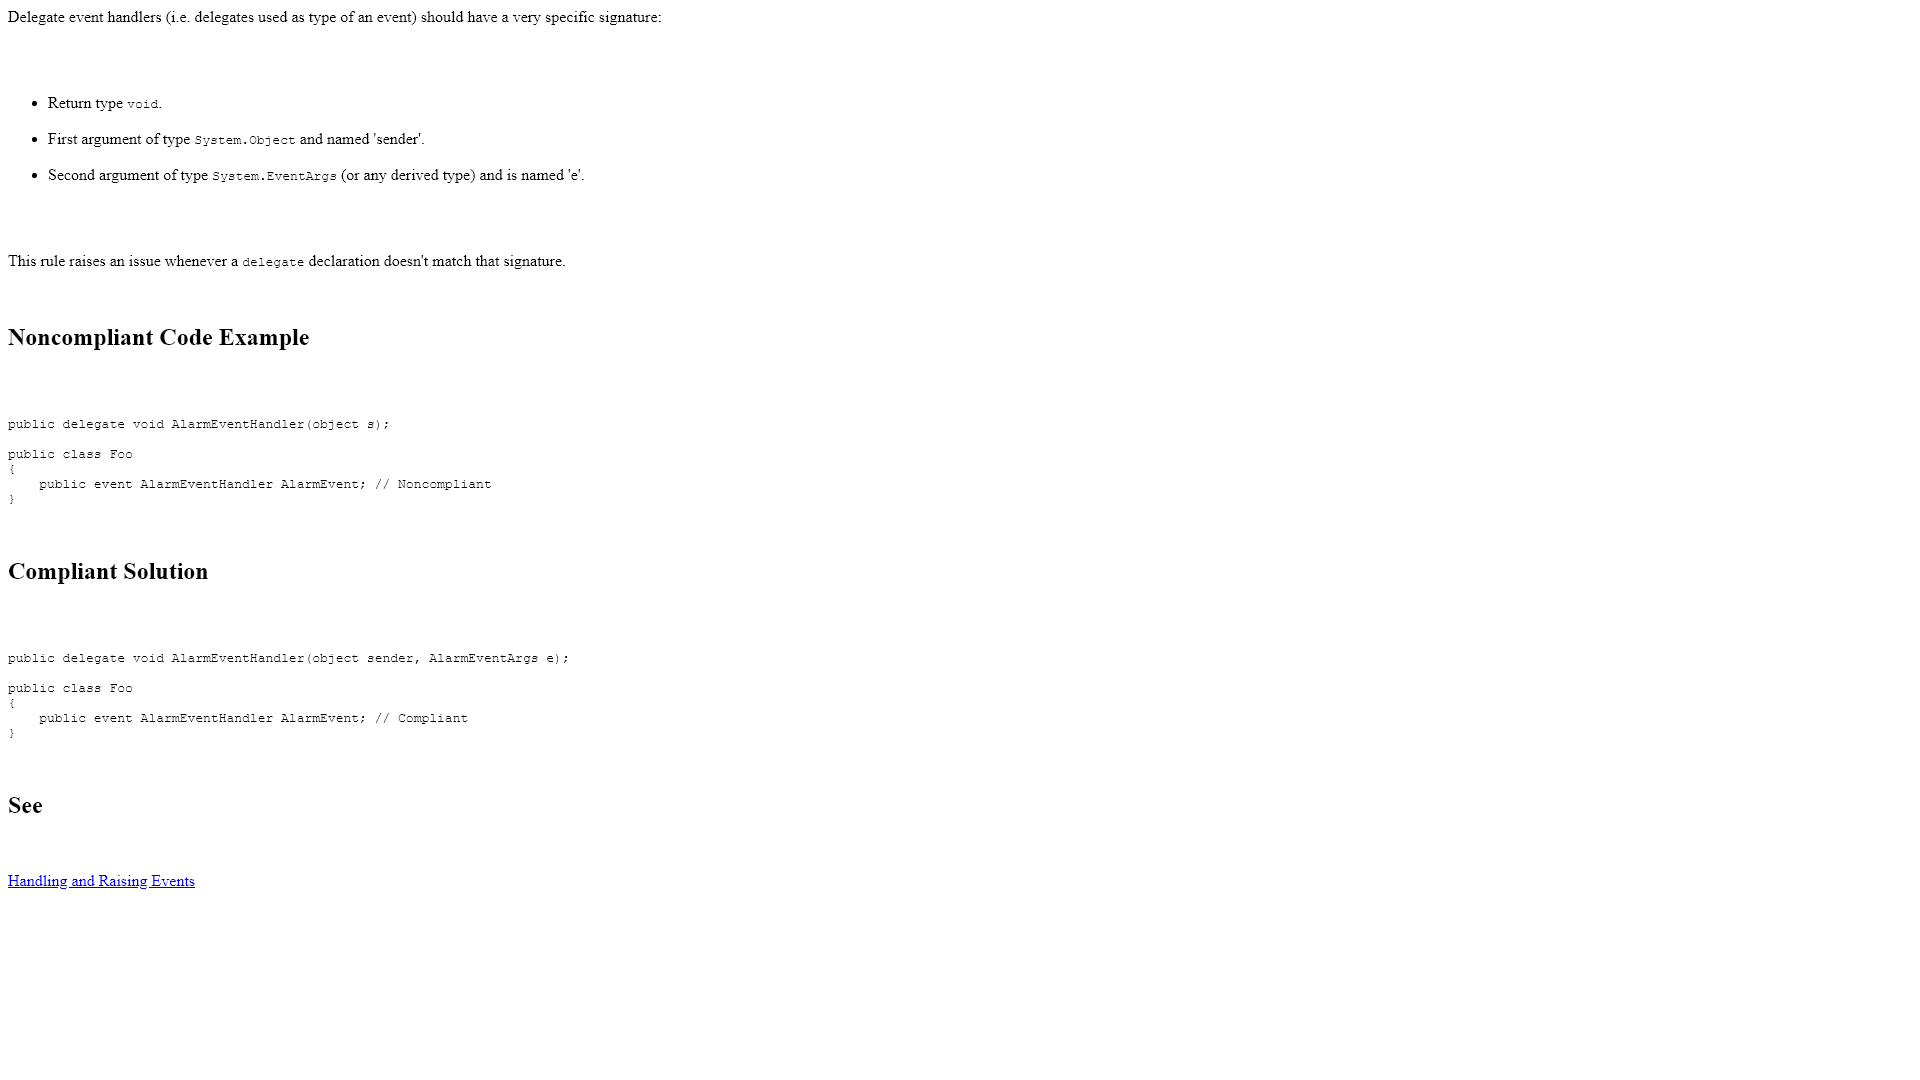 Delegate event handlers (i.e. delegates used as type of an event) should have a very specific signature:
• Return type void.
• First argument of type System.Object and named 'sender'.
• Second argument of type System.EventArgs (or any derived type) and is named 'e'.
This rule raises an issue whenever a delegate declaration doesn't match that signature.
Noncompliant Code Example
public delegate void AlarmEventHandler(object s);
public class Foo
{
    public event AlarmEventHandler AlarmEvent; // Noncompliant
}
Compliant Solution
public delegate void AlarmEventHandler(object sender, AlarmEventArgs e);
public class Foo
{
    public event AlarmEventHandler AlarmEvent; // Compliant
}
See
Handling and Raising Events